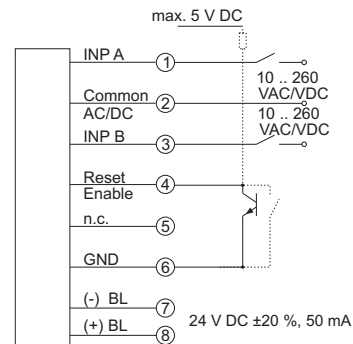 max. 5 V DC
INP A
1
10 .. 260
VAC/VDC
Common
AC/DC
2
10 .. 260
VAC/VDC
INP B
3
Reset
Enable
4
n.c.
5
GND
6
(-) BL
7
24 V DC ±20 %, 50 mA
(+) BL
8